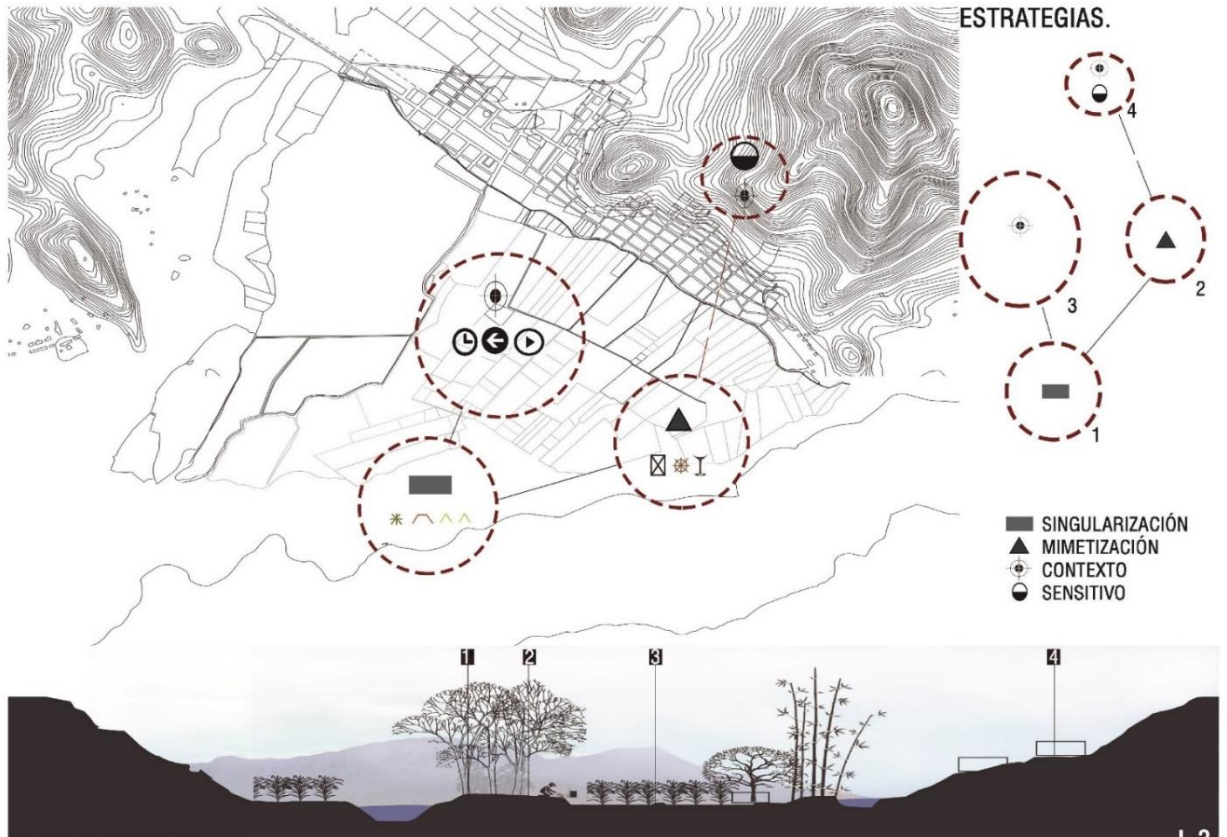 ESTRATEGIAS.
4
2
3
1
SINGULARIZACIÓN
MIMETIZACIÓN
CONTEXTO
SENSITIVO
1 2 3 4